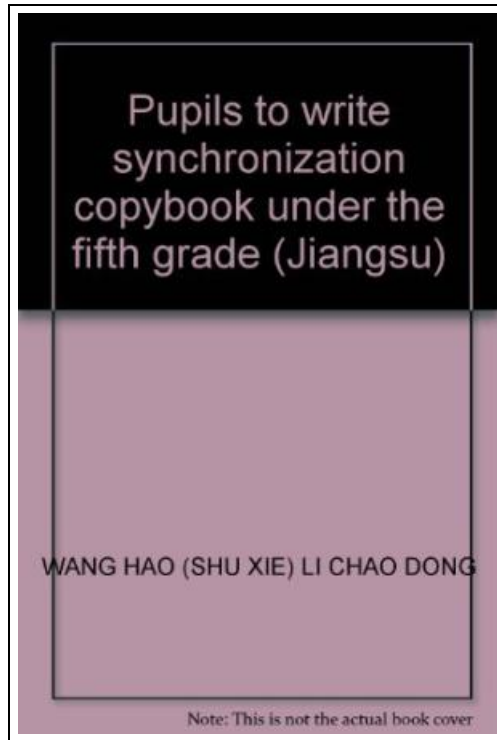 Pupils to write
synchronization
copybook under the
fifth grade (Jiangsu)
WANG HAO (SHU XIE) LI CHAO DONG
Note: This is not the actual book cover